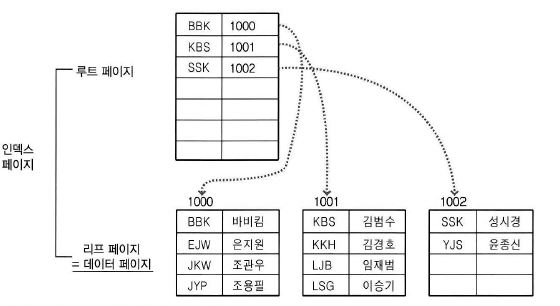 BBK 1000
KBS 1001
SSK 1002
루트 페이지
인덱스
페이지
1000 1001 1002
BBK 바비킴 KBS 김범수 SSK 성시경
EJW 은지원 KKH 김경호 YJS 윤종신
JKW 조관우 LJB 임재범
JYP 조용필 LSG 이승기
리프 페이지
= 데이터 페이지